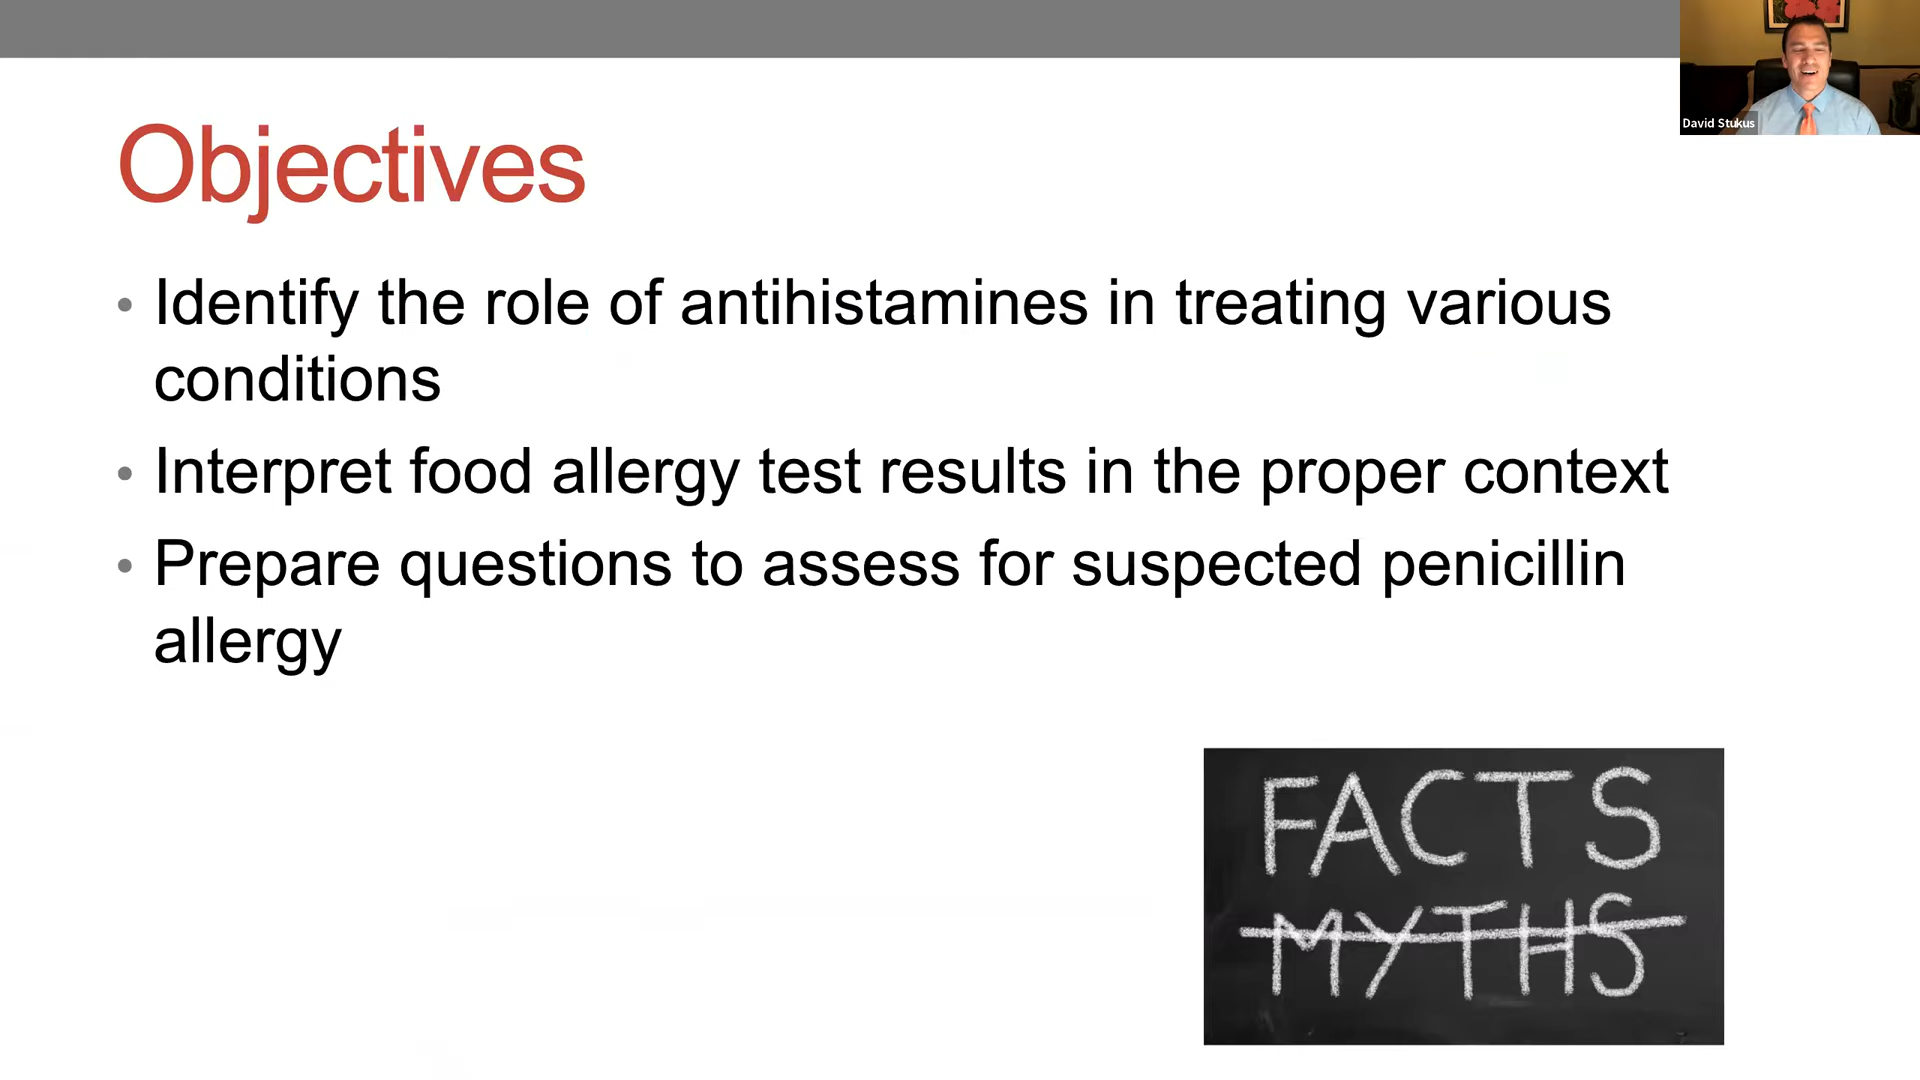 David Stukus
Objectives
• Identify the role of antihistamines in treating various
conditions
• Interpret food allergy test results in the proper context
• Prepare questions to assess for suspected penicillin
allergy
FACTS
MYTHS